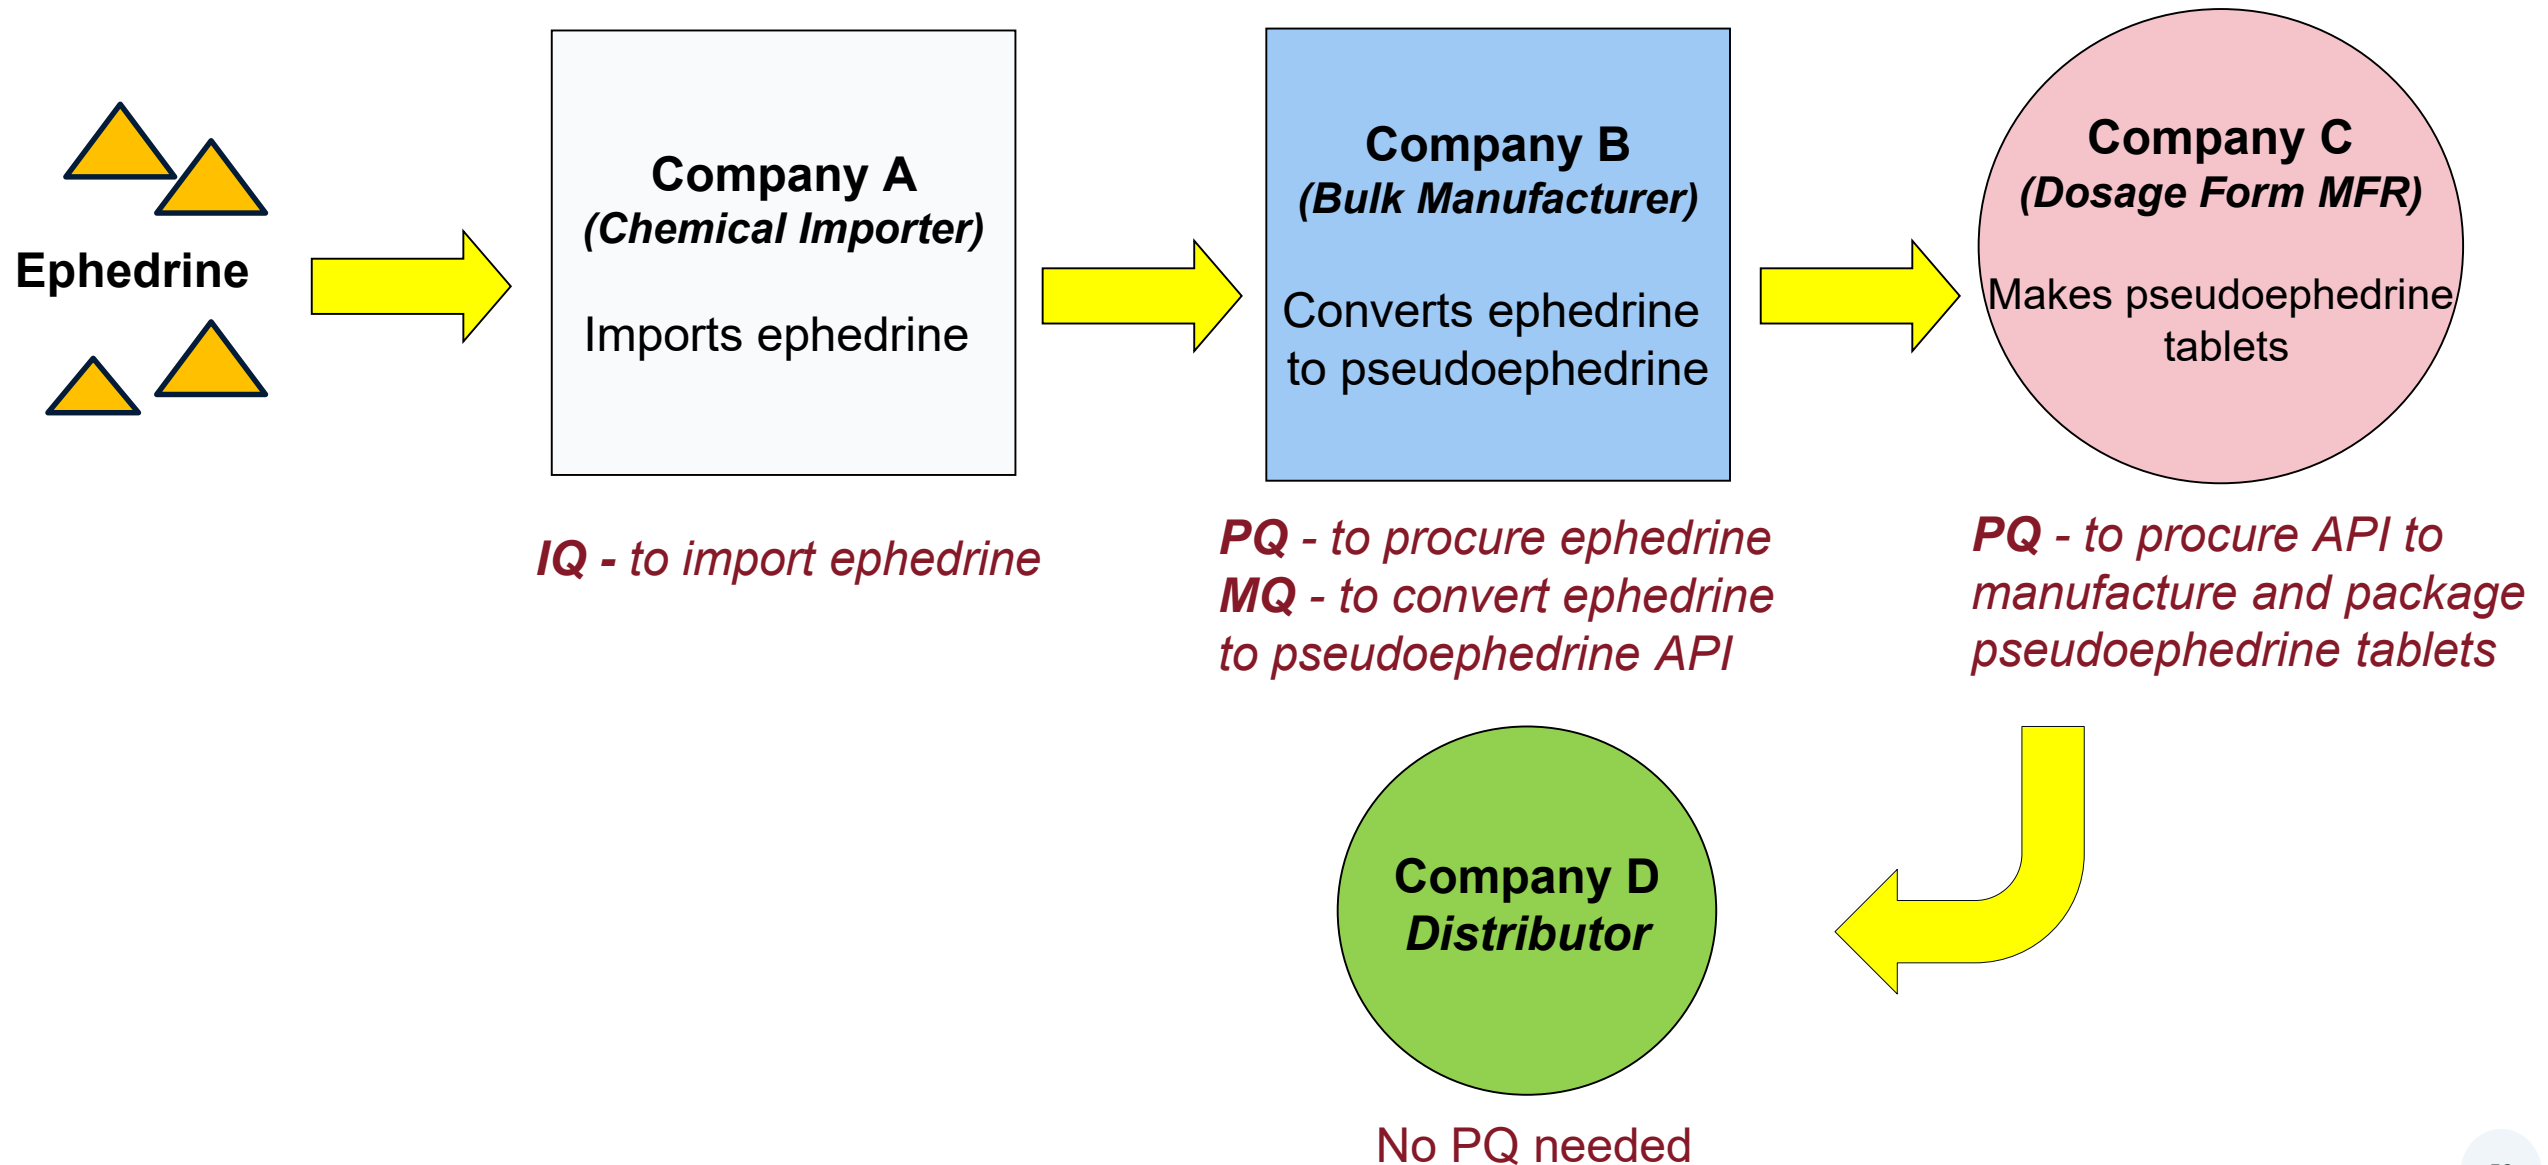 Ephedrine
Company A
(Chemical Importer)
Imports ephedrine
IQ - to import ephedrine
Company B
(Bulk Manufacturer)
Converts ephedrine
to pseudoephedrine
PQ - to procure ephedrine
MQ - to convert ephedrine
to pseudoephedrine API
Company C
(Dosage Form MFR)
Makes pseudoephedrine
tablets
PQ - to procure API to
manufacture and package
pseudoephedrine tablets
Company D
Distributor
No PQ needed